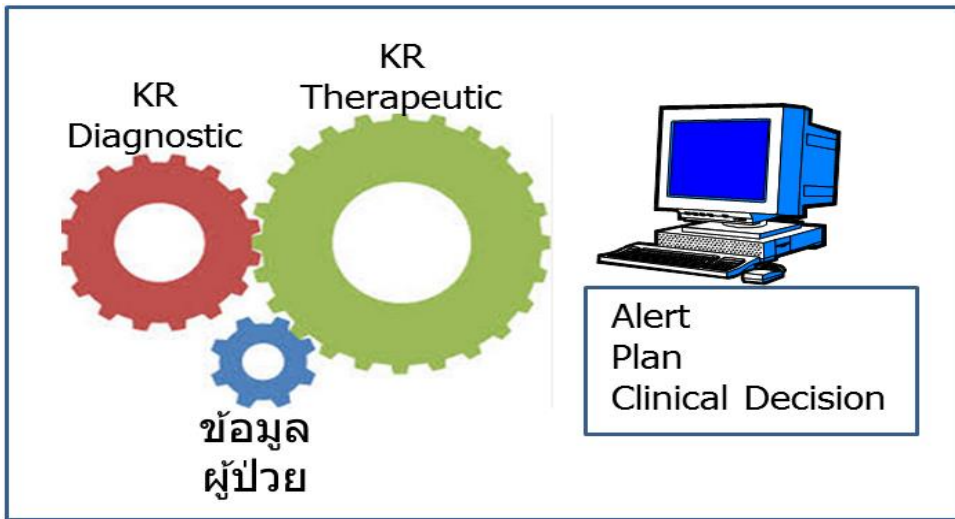 KR
Diagnostic
KR
Therapeutic
ข้อมูล
ผู้ป่วย
Alert
Plan
Clinical Decision